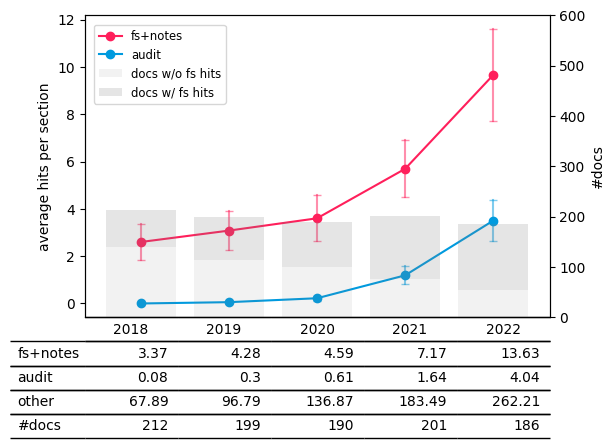 12
10
8
6
4
2
0
average hits per section
fs+notes
audit
docs w/o fs hits
docs w/ fs hits
600
500
400
300
200
100
0
#docs
2018 2019 2020 2021 2022
fs+notes 3.37 4.28 4.59 7.17 13.63
audit 0.08 0.3 0.61 1.64 4.04
other 67.89 96.79 136.87 183.49 262.21
#docs 212 199 190 201 186